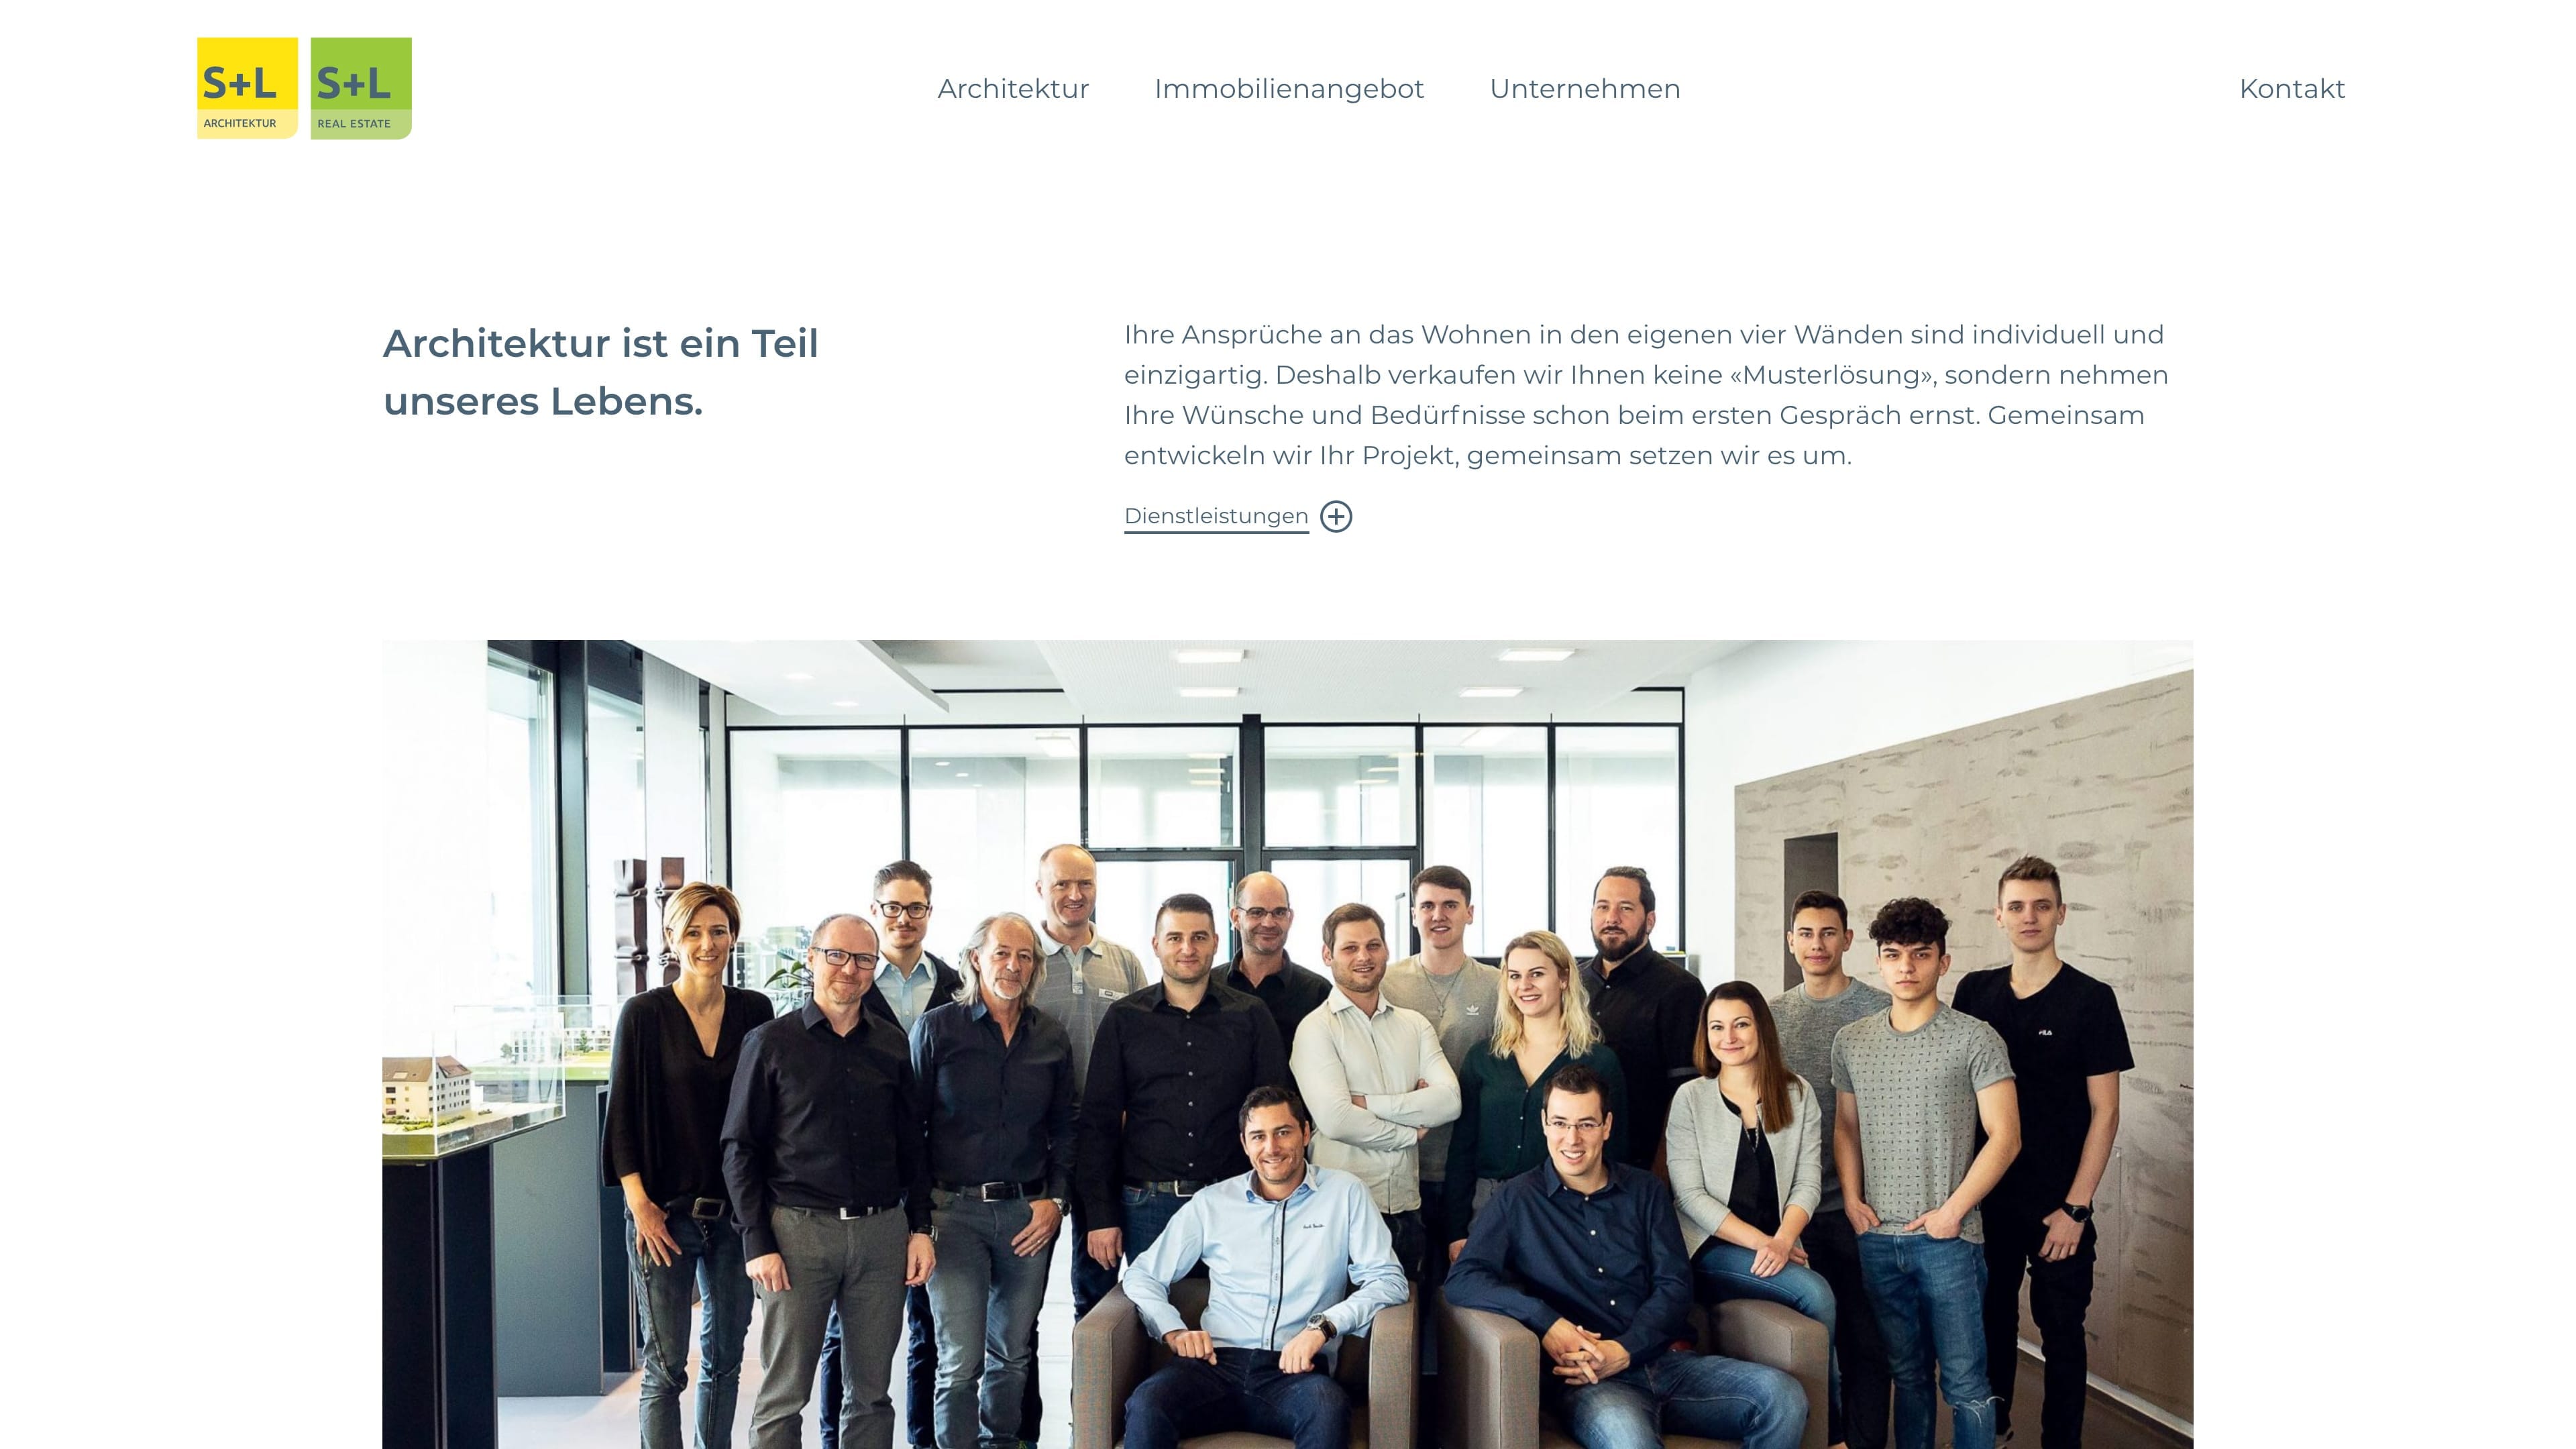 S+L
ARCHITEKTUR
S+L
REAL ESTATE
Architektur
Immobilienangebot
Unternehmen
Kontakt
Architektur ist ein Teil
unseres Lebens.
Ihre Ansprüche an das Wohnen in den eigenen vier Wänden sind individuell und
einzigartig. Deshalb verkaufen wir Ihnen keine «Musterlösung», sondern nehmen
Ihre Wünsche und Bedürfnisse schon beim ersten Gespräch ernst. Gemeinsam
entwickeln wir Ihr Projekt, gemeinsam setzen wir es um.
Dienstleistungen
FILA